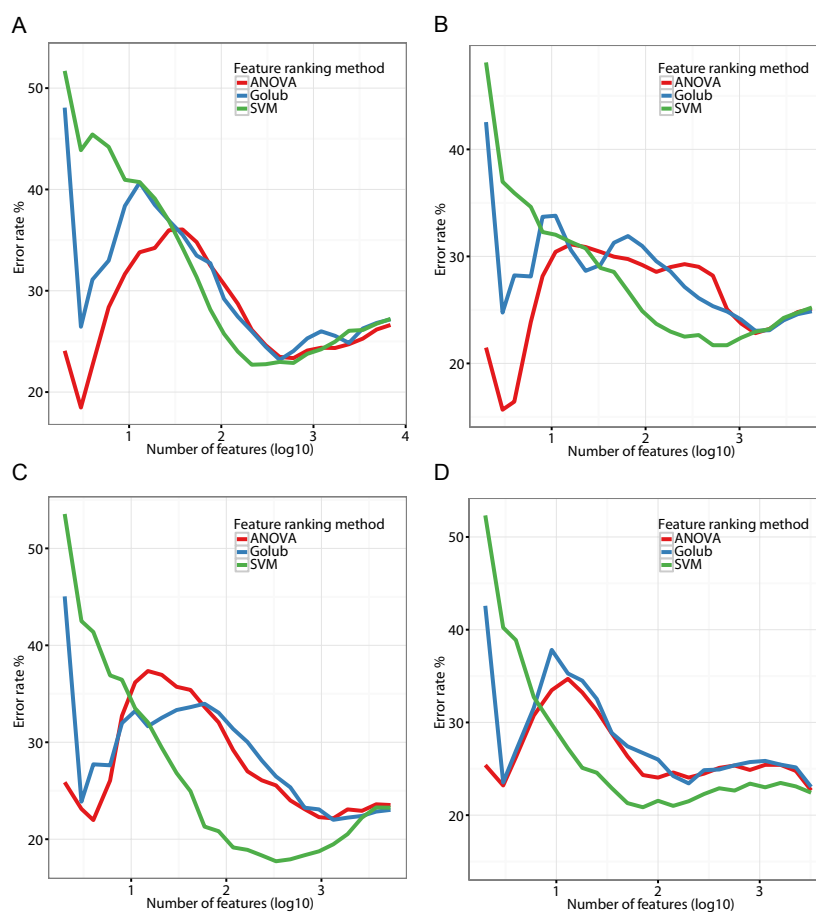 A
Feature ranking method
ANOVA
Golub
SVM
Error rate %
50
40
30
20
1
2
3
4
Number of features (log10)
B
Feature ranking method
ANOVA
Golub
SVM
Error rate %
40
30
20
1
2
3
Number of features (log10)
C
Feature ranking method
ANOVA
Golub
SVM
Error rate %
50
40
30
20
1
2
3
Number of features (log10)
D
Feature ranking method
ANOVA
Golub
SVM
Error rate %
50
40
30
20
1
2
3
Number of features (log10)